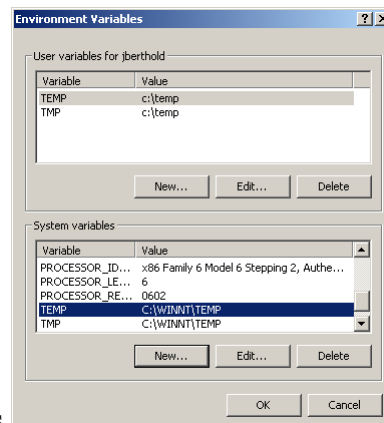 Environment Variables
User variables for jberthold
Variable Value
TEMP c:\temp
TMP c:\temp
New... Edit... Delete
System variables
Variable Value
PROCESSOR_ID... x86 Family 6 Model 6 Stepping 2, Authe...
PROCESSOR_LE... 6
PROCESSOR_RE... 0602
TEMP C:\WINNT\TEMP
TMP C:\WINNT\TEMP
New... Edit... Delete
OK Cancel